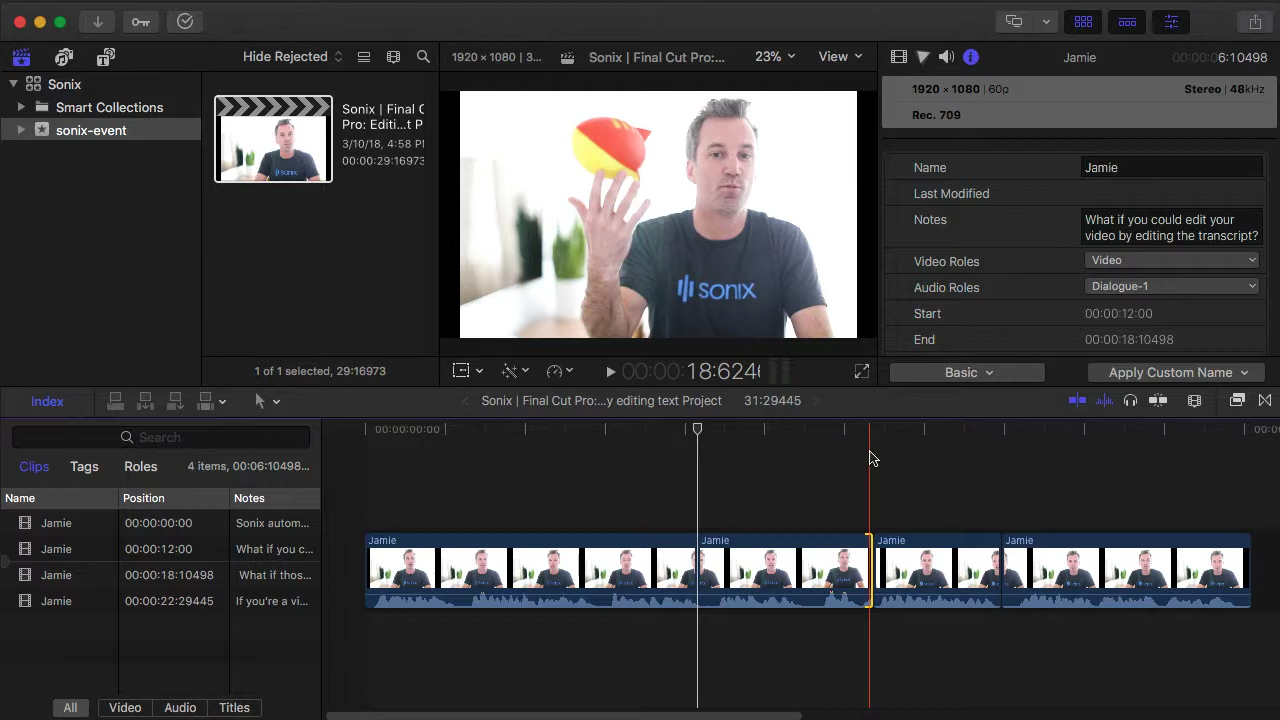 Hide Rejected
1920 × 1080 | 3...
Sonix | Final Cut Pro:...
23%
View
Jamie
00:00:06:10498
Sonix
Smart Collections
sonix-event
Sonix | Final C
Pro: Editi...t P
3/10/18, 4:58 PM
00:00:29:16973
sonix
1920 × 1080 | 60p
Stereo | 48kHz
Rec. 709
Name
Jamie
Last Modified
Notes
What if you could edit your
video by editing the transcript?
Video Roles
Video
Audio Roles
Dialogue-1
Start
00:00:12:00
End
00:00:18:10498
1 of 1 selected, 29:16973
00:00:18:6246
Basic
Apply Custom Name
Index
Sonix | Final Cut Pro:...y editing text Project
31:29445
Search
00:00:00:00
00:0
Clips
Tags
Roles
4 items, 00:06:10498...
Name
Position
Notes
Jamie
00:00:00:00
Sonix autom...
Jamie
00:00:12:00
What if you c...
Jamie
00:00:18:10498
What if thos...
Jamie
00:00:22:29445
If you're a vi...
Jamie
Jamie
Jamie
Jamie
All
Video
Audio
Titles